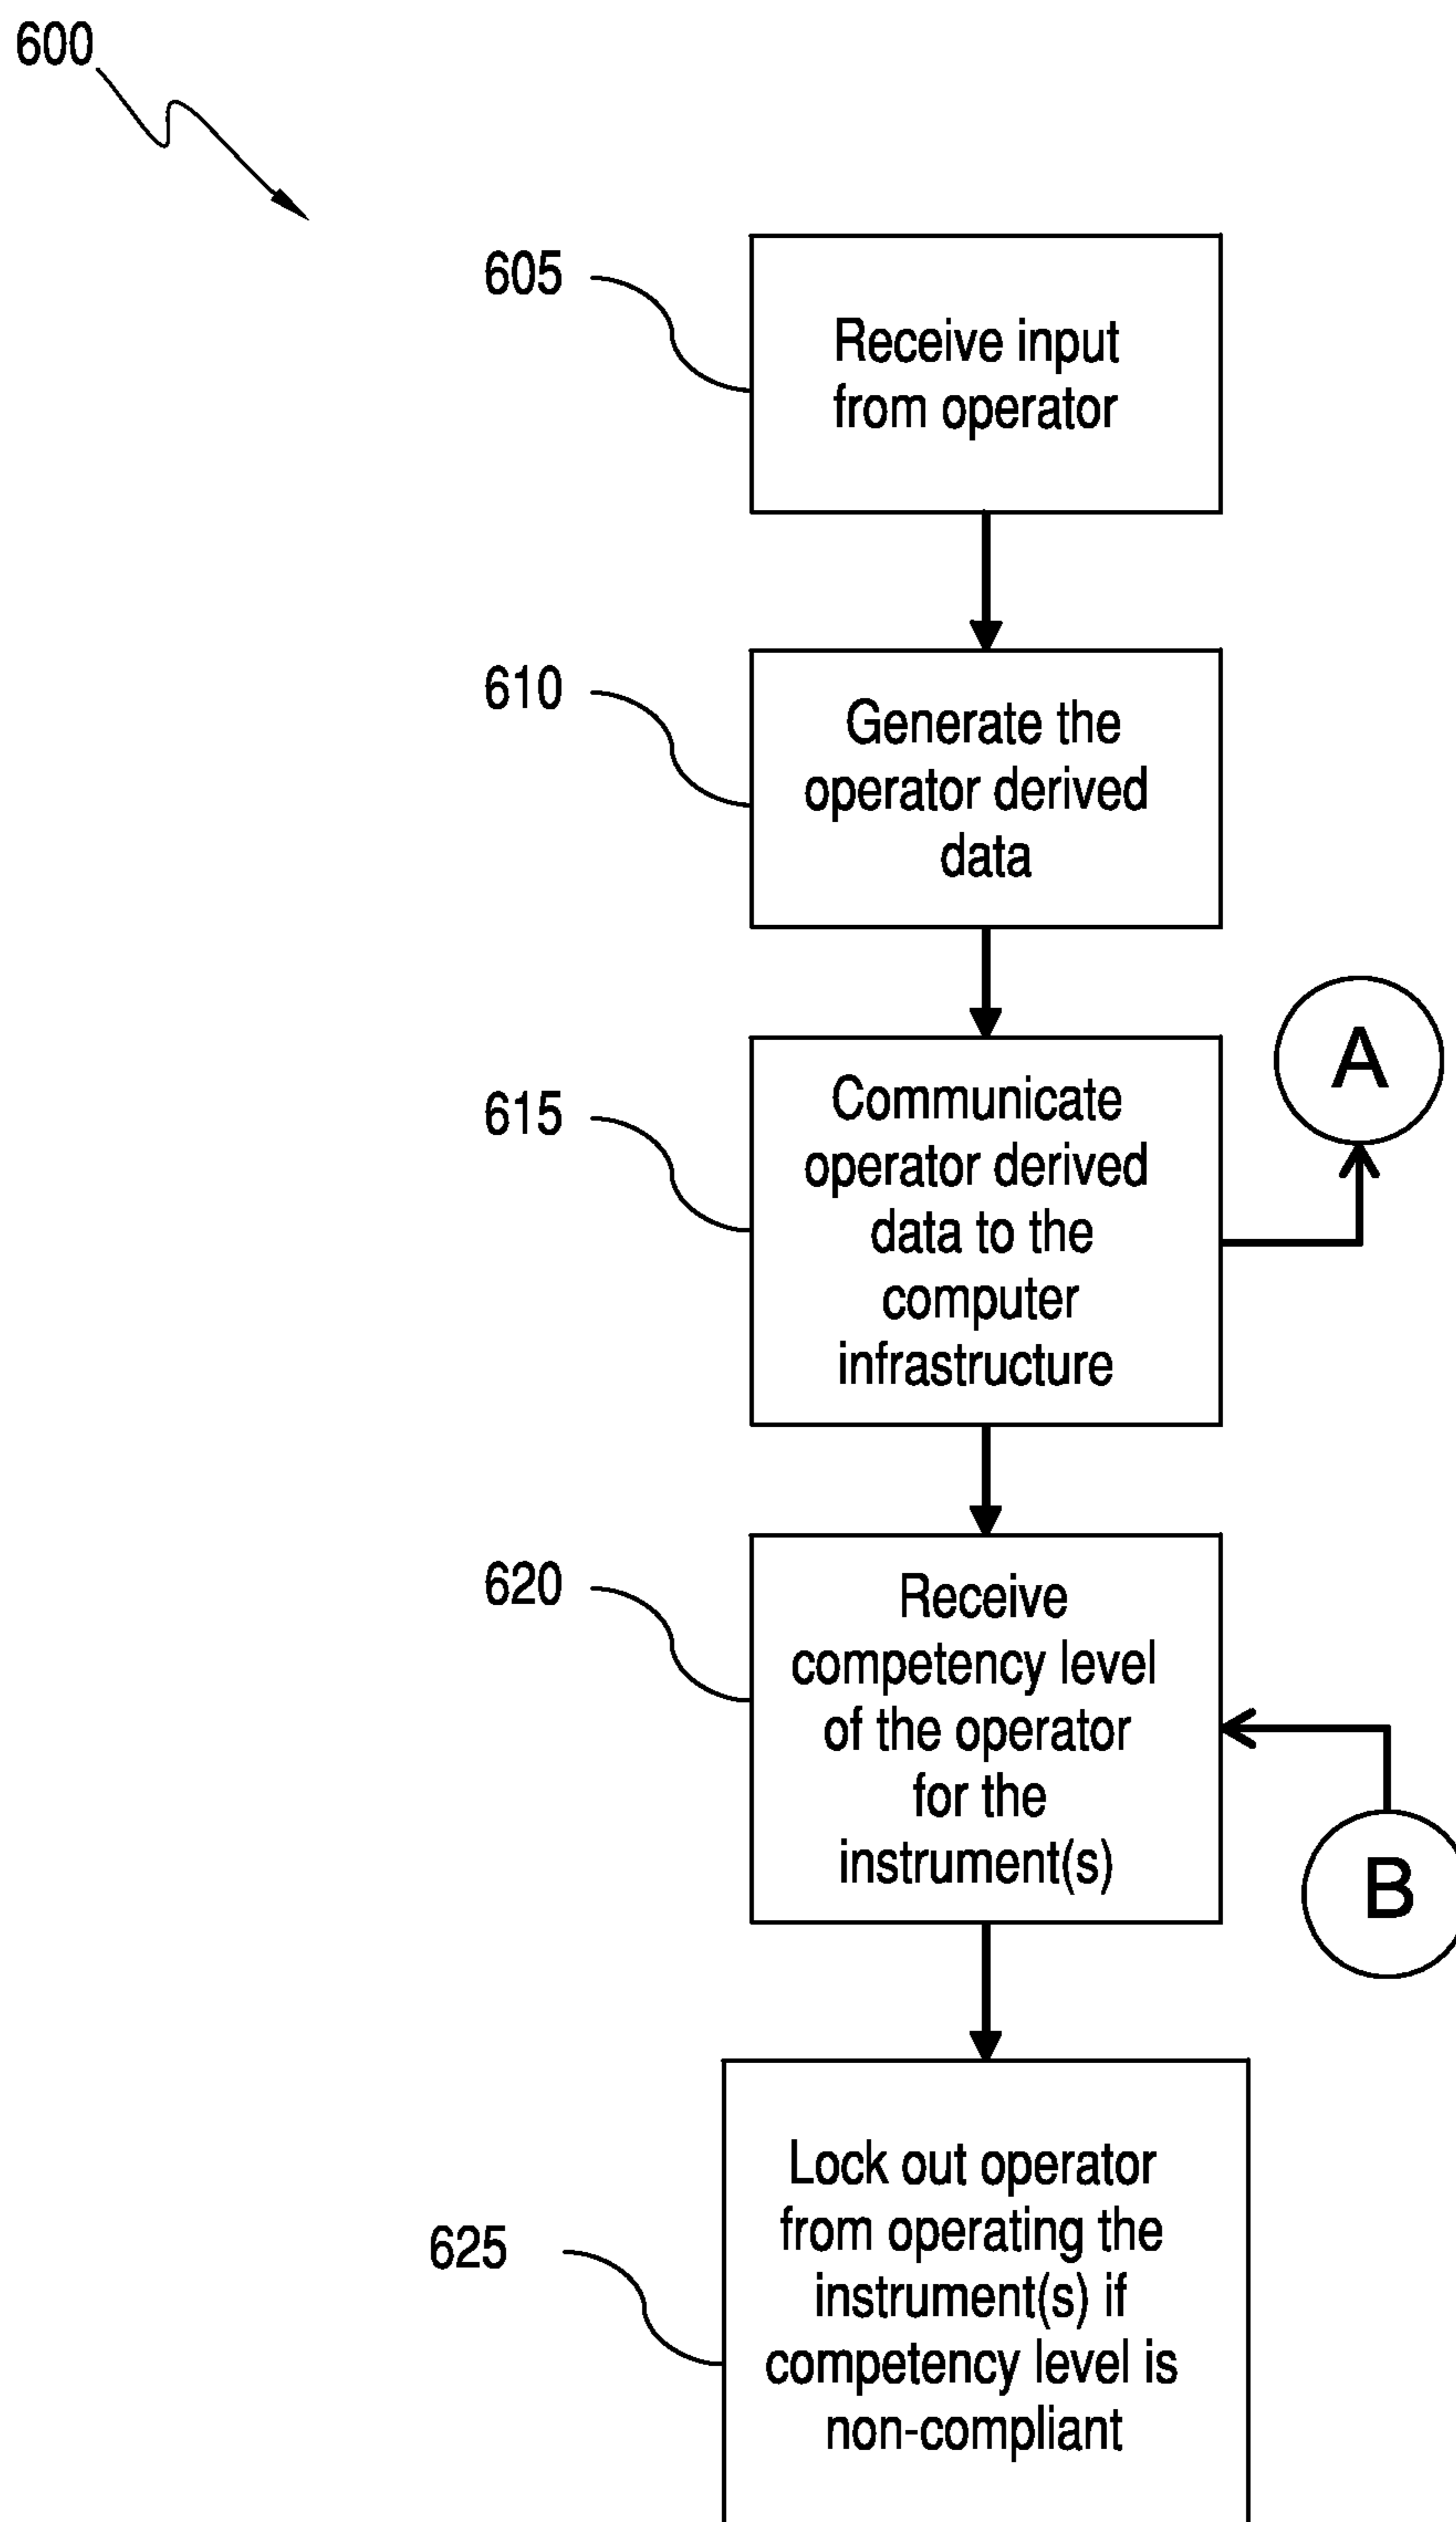 600
605
Receive input
from operator
610
Generate the
operator derived
data
A
615
Communicate
operator derived
data to the
computer
infrastructure
620
Receive
competency level
of the operator
for the
instrument(s)
B
625
Lock out operator
from operating the
instrument(s) if
competency level is
non-compliant